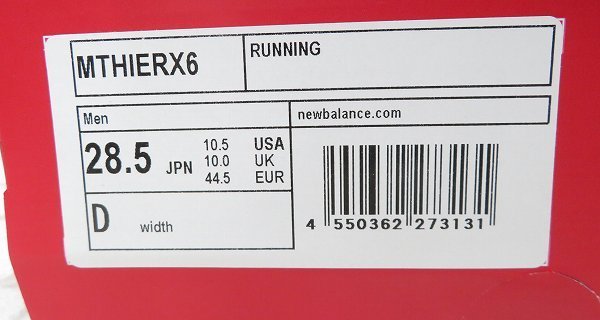 MTHIERX6 RUNNING
Men newbalance.com
28.5 JPN 10.5 USA
10.0 UK
44.5 EUR
D width
4 550362 273131